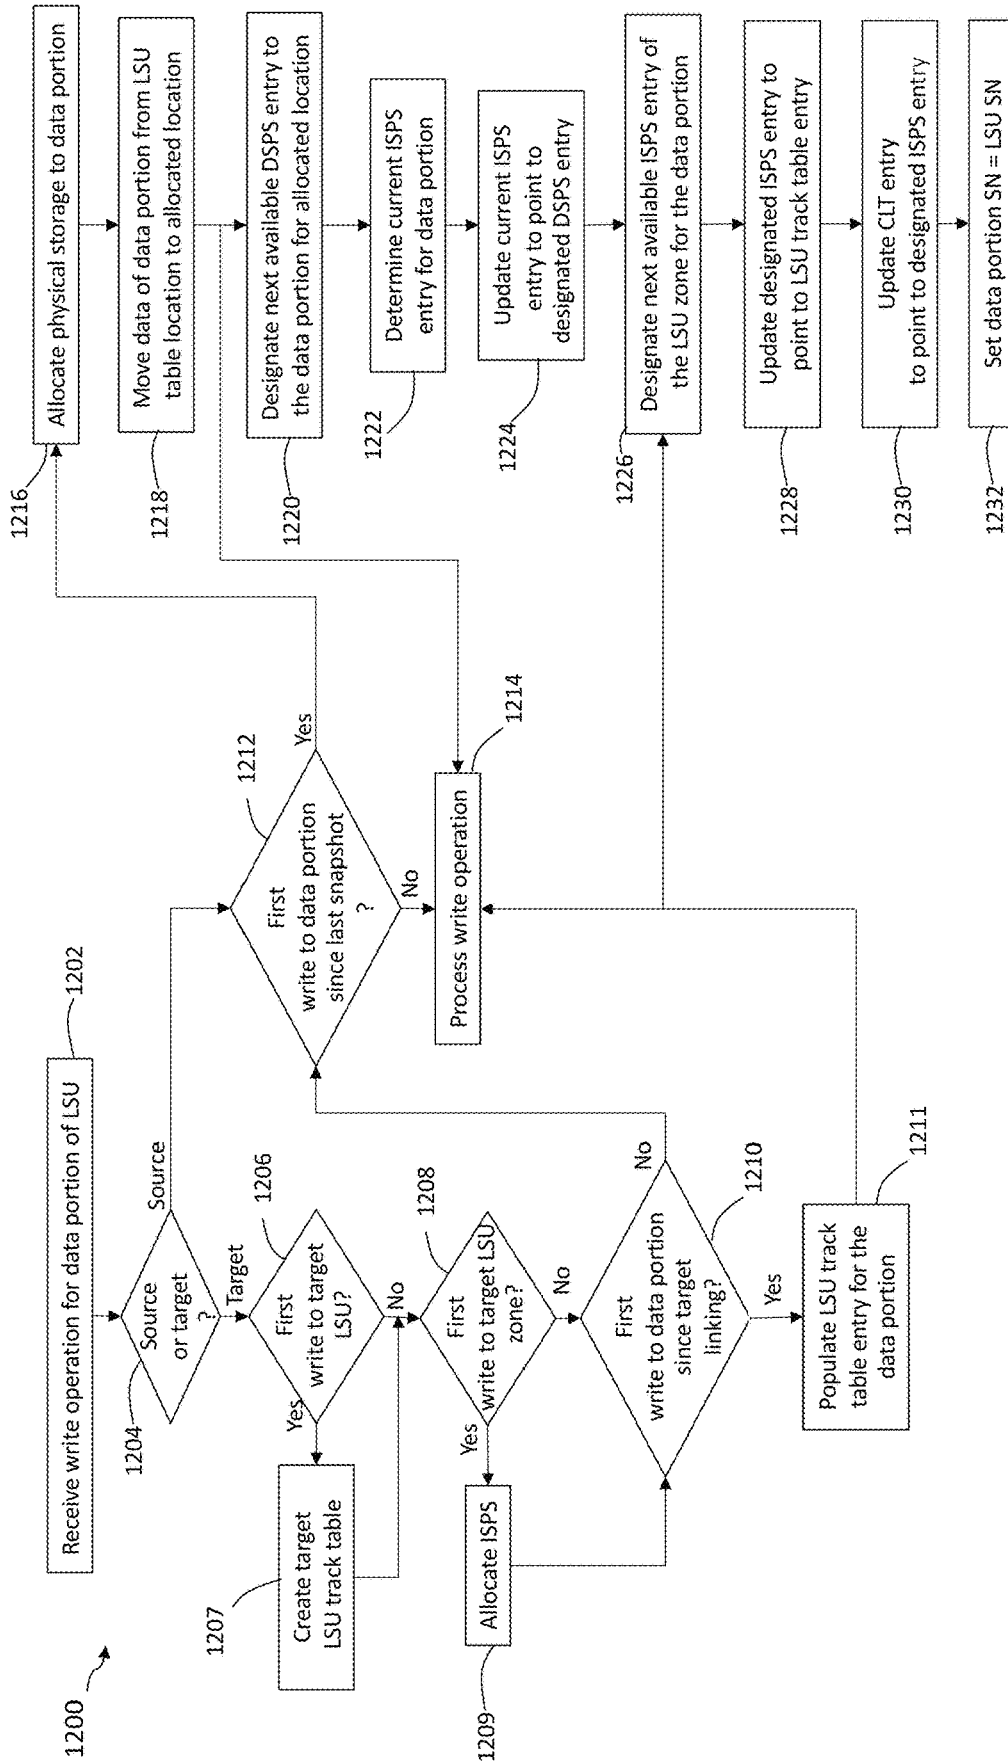 1200
Receive write operation for data portion of LSU
1202
Source
or target
?
1204
Source
Target
First
write to target
LSU?
1206
Yes
No
Create target
LSU track table
1207
First
write to target LSU
zone?
1208
Yes
No
Allocate ISPS
1209
First
write to data portion
since target
linking?
1210
No
Yes
Populate LSU track
table entry for the
data portion
1211
First
write to data portion
since last snapshot
?
1212
Yes
No
Process write operation
1214
Allocate physical storage to data portion
1216
Move data of data portion from LSU
table location to allocated location
1218
Designate next available DSPS entry to
the data portion for allocated location
1220
Determine current ISPS
entry for data portion
1222
Update current ISPS
entry to point to
designated DSPS entry
1224
Designate next available ISPS entry of
the LSU zone for the data portion
1226
Update designated ISPS entry to
point to LSU track table entry
1228
Update CLT entry
to point to designated ISPS entry
1230
Set data portion SN = LSU SN
1232